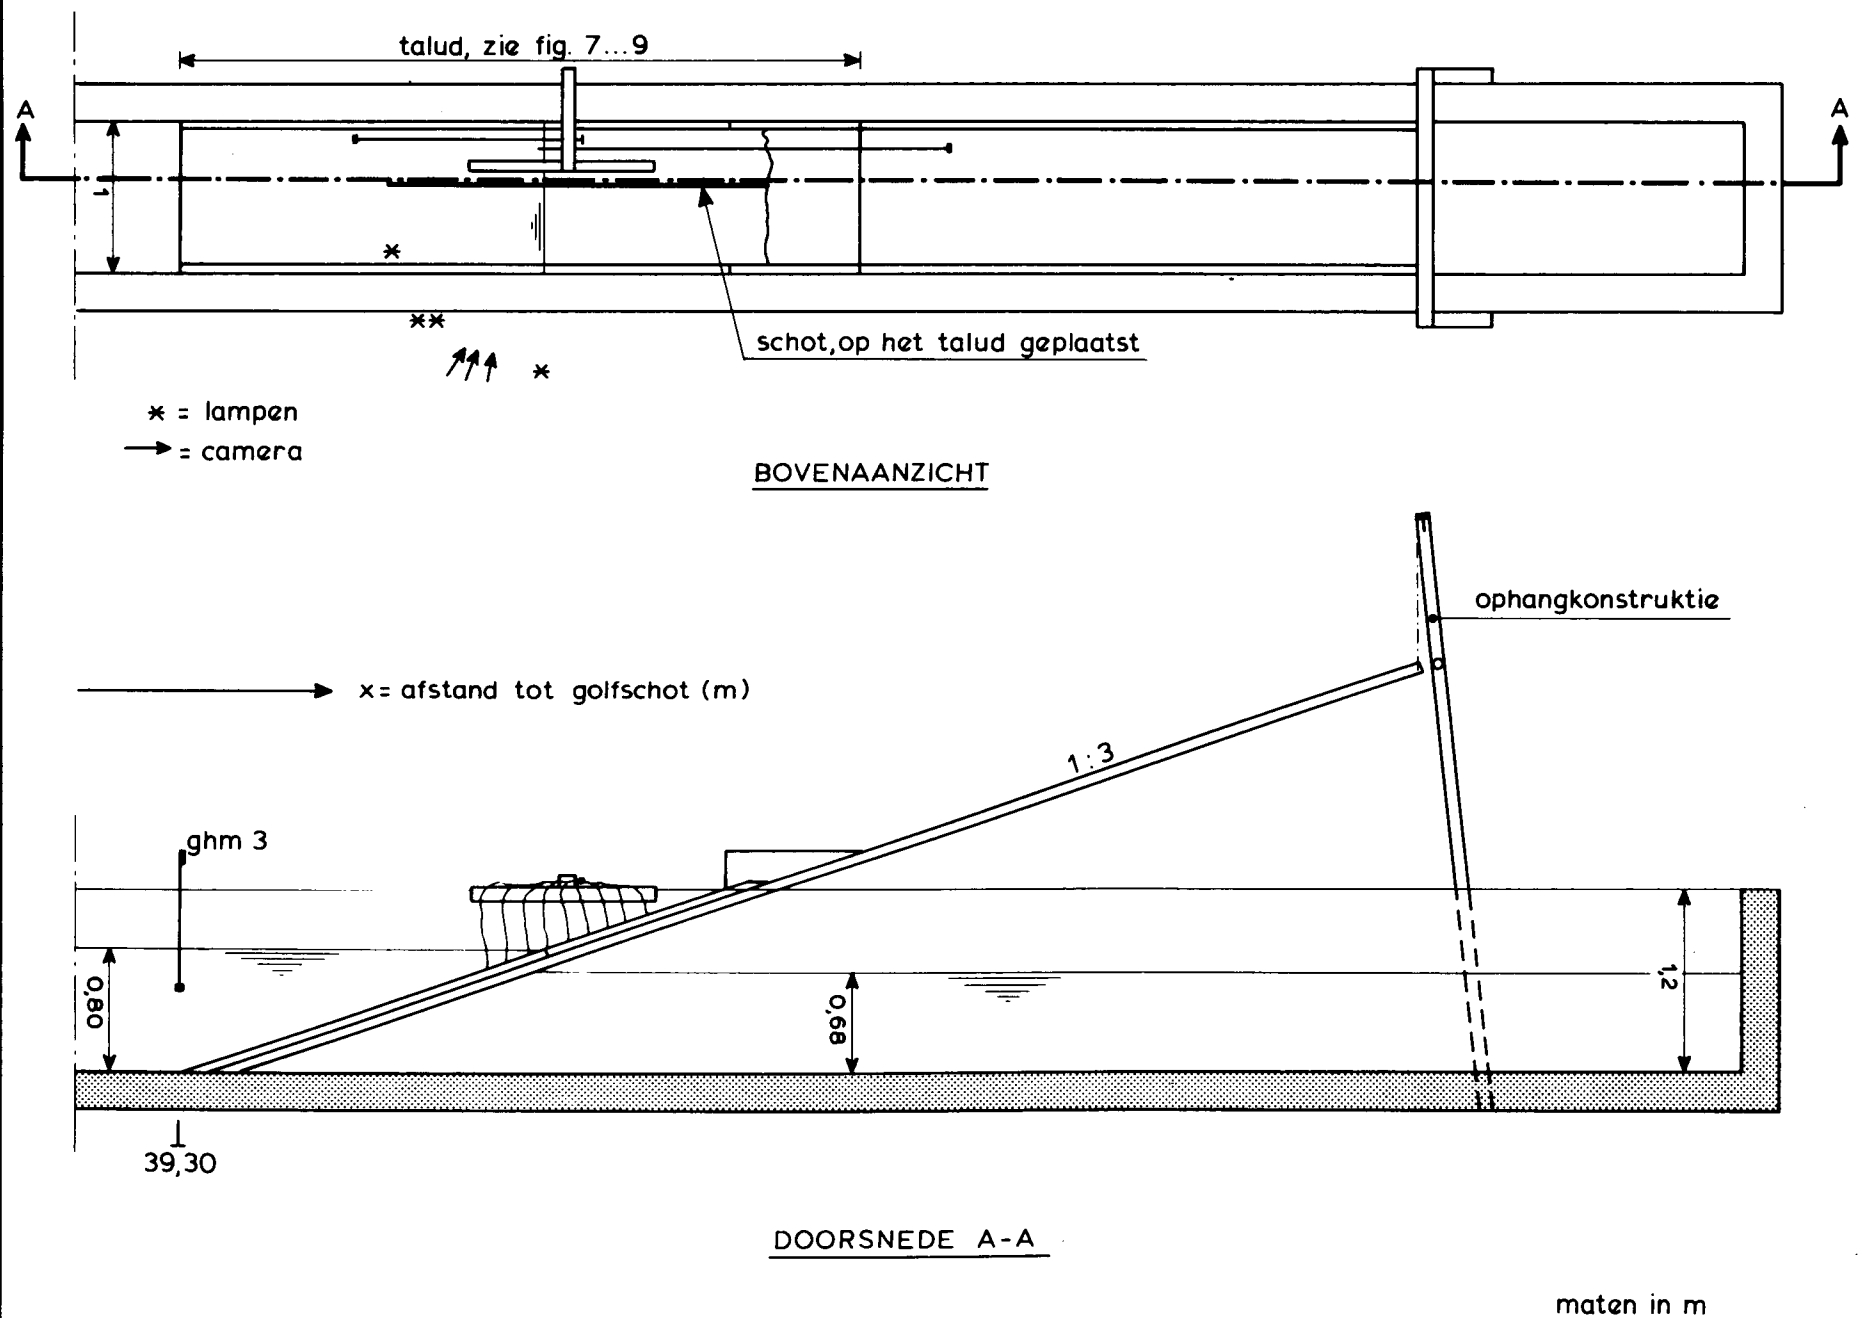 talud, zie fig. 7...9
A
A
1
schot, op het talud geplaatst
* = lampen
→ = camera
BOVENAANZICHT
ophangkonstruktie
x = afstand tot golfschot (m)
1:3
ghm 3
0,80
0,68
1,2
39,30
DOORSNEDE A-A
maten in m